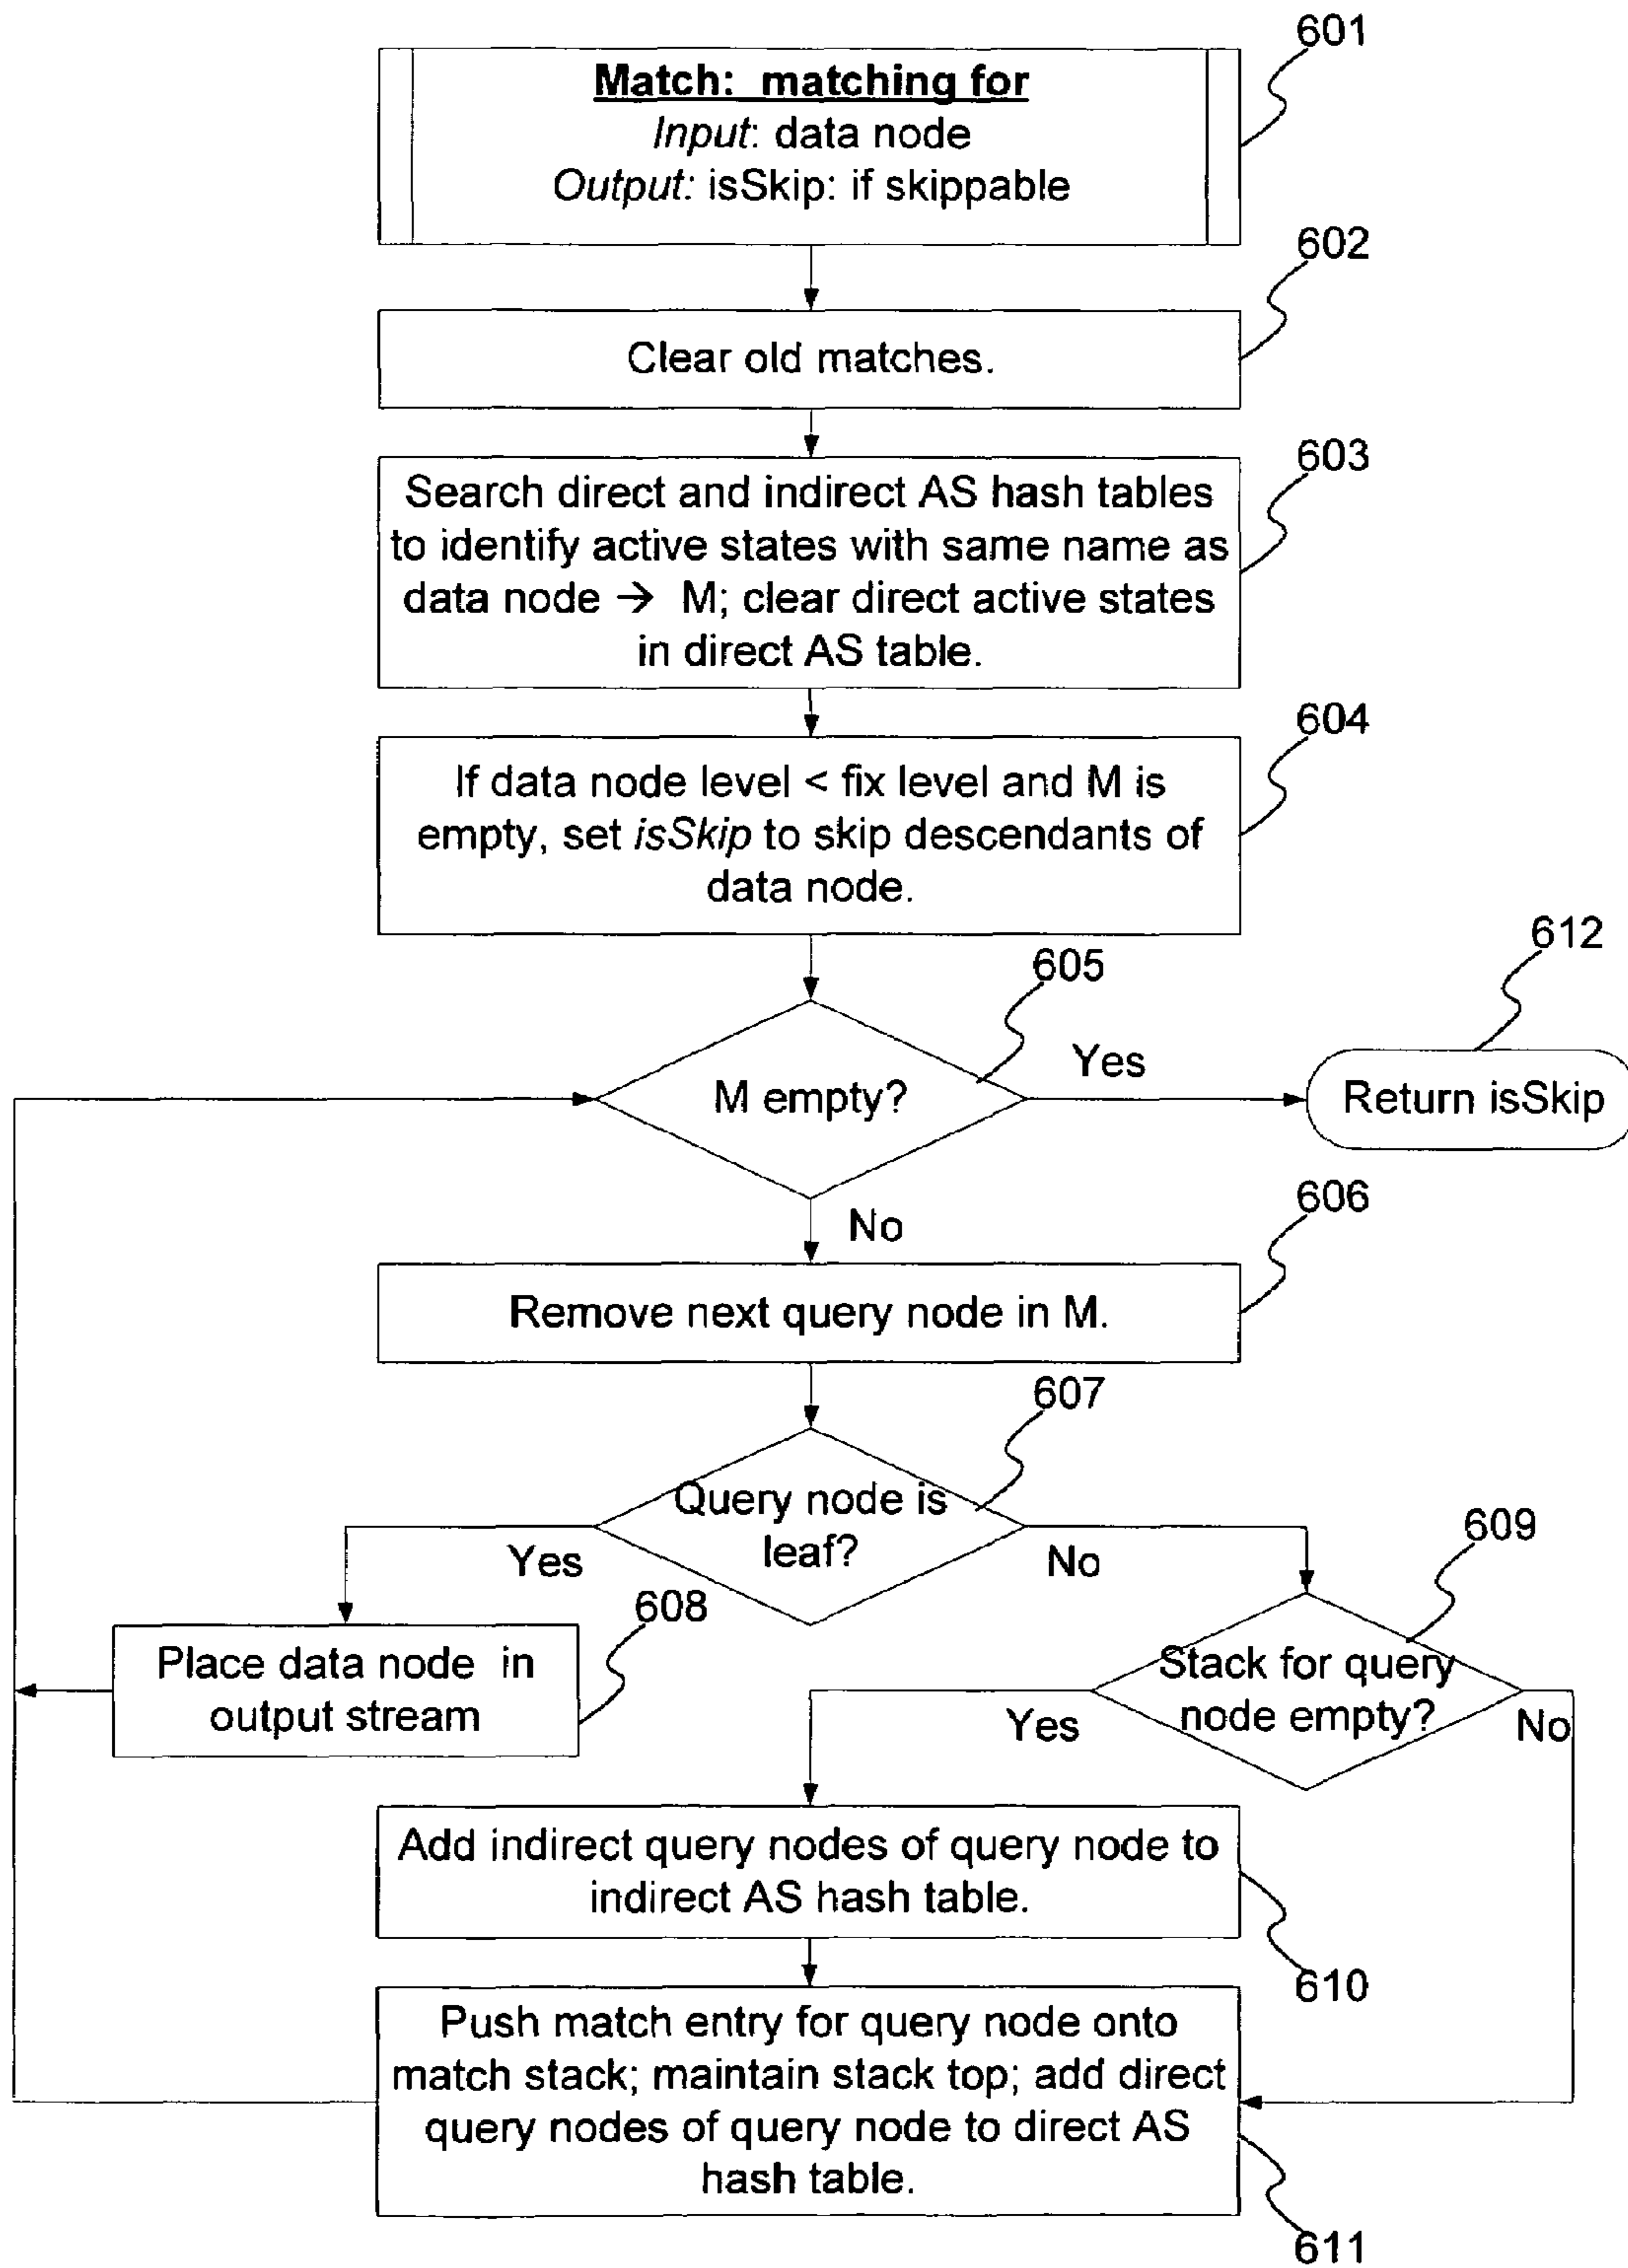 601
Match: matching for
Input: data node
Output: isSkip: if skippable
602
Clear old matches.
603
Search direct and indirect AS hash tables
to identify active states with same name as
data node → M; clear direct active states
in direct AS table.
604
If data node level < fix level and M is
empty, set isSkip to skip descendants of
data node.
605
612
M empty?
Yes
Return isSkip
No
606
Remove next query node in M.
607
Query node is
leaf?
Yes
No
609
608
Place data node in
output stream
Stack for query
node empty?
Yes
No
Add indirect query nodes of query node to
indirect AS hash table.
610
Push match entry for query node onto
match stack; maintain stack top; add direct
query nodes of query node to direct AS
hash table.
611